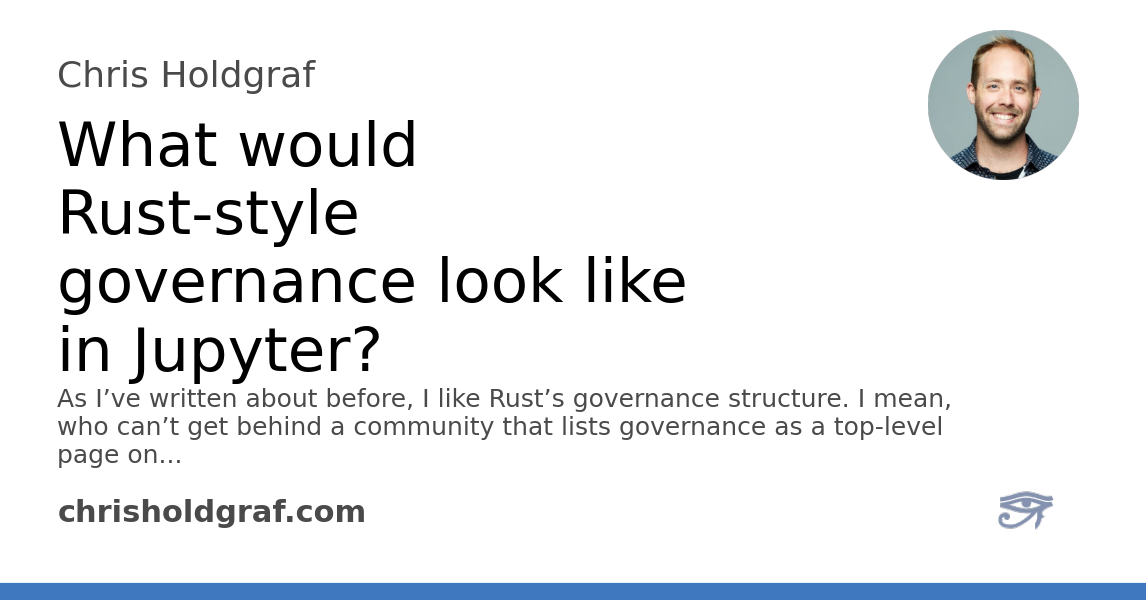 Chris Holdgraf
What would
Rust-style
governance look like
in Jupyter?
As I’ve written about before, I like Rust’s governance structure. I mean,
who can’t get behind a community that lists governance as a top-level
page on...
chrisholdgraf.com